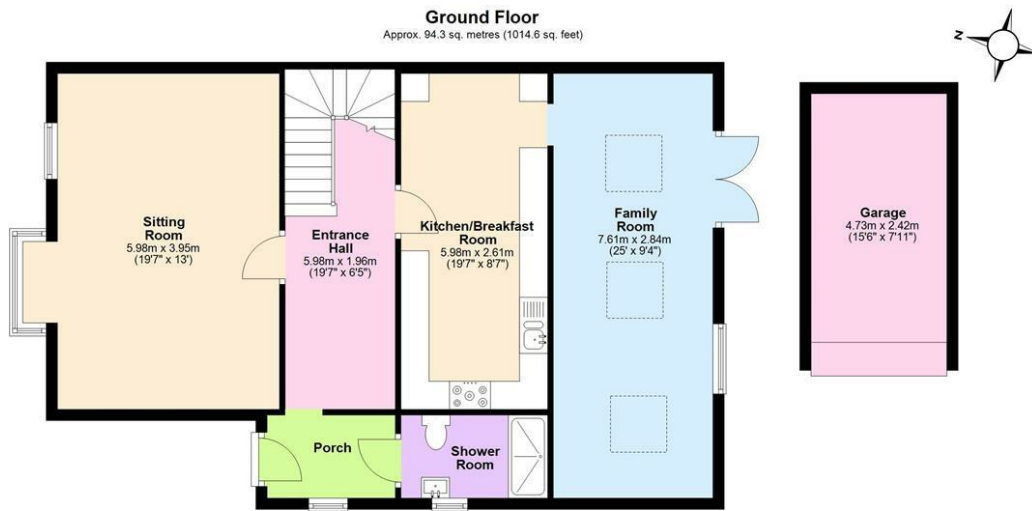 Ground Floor
Approx. 94.3 sq. metres (1014.6 sq. feet)
N
Sitting
Room
5.98m x 3.95m
(19'7" x 13')
Entrance
Hall
5.98m x 1.96m
(19'7" x 6'5")
Kitchen/Breakfast
Room
5.98m x 2.61m
(19'7" x 8'7")
Family
Room
7.61m x 2.84m
(25' x 9'4")
Garage
4.73m x 2.42m
(15'6" x 7'11")
Porch
Shower
Room